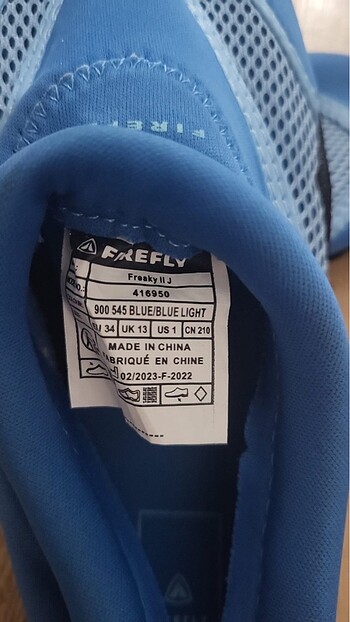 FIREFLY
FIREFLY
Freaky II J
416950
900 545 BLUE/BLUE LIGHT
34 UK 13 US 1 CN 210
MADE IN CHINA
FABRIQUÉ EN CHINE
02/2023-F-2022